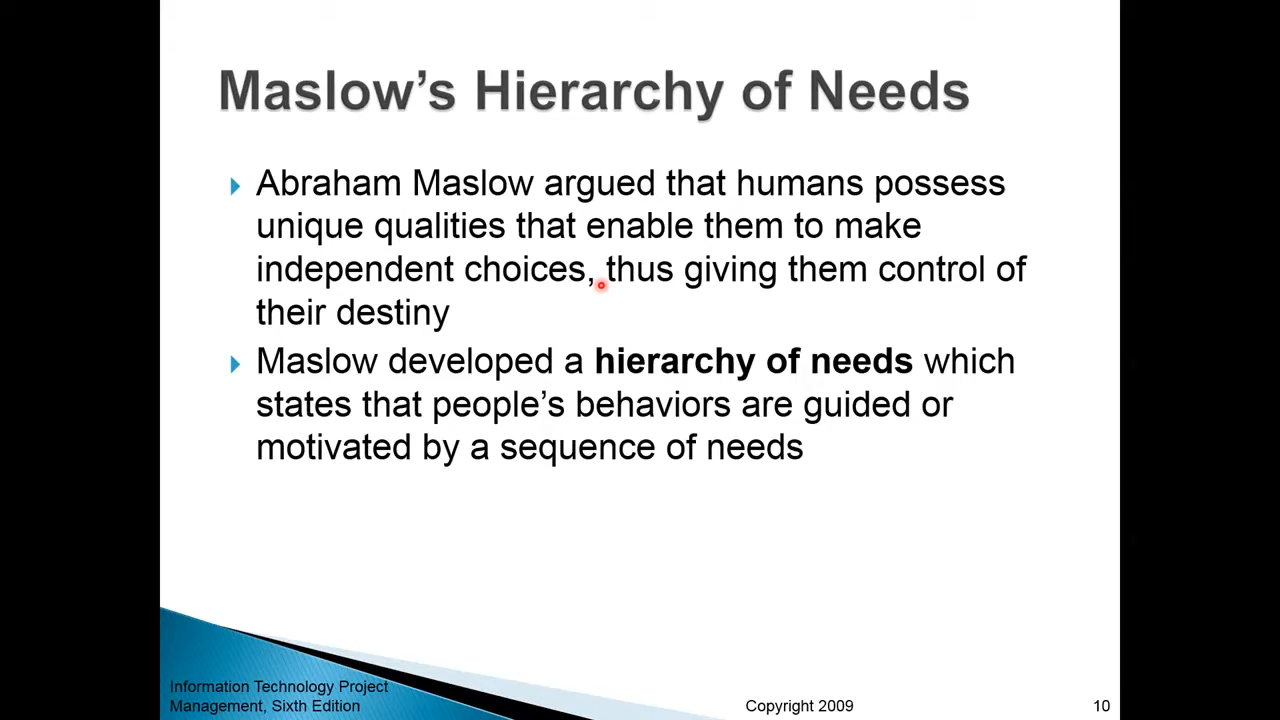 Maslow’s Hierarchy of Needs
Abraham Maslow argued that humans possess
unique qualities that enable them to make
independent choices, thus giving them control of
their destiny
Maslow developed a hierarchy of needs which
states that people’s behaviors are guided or
motivated by a sequence of needs
Information Technology Project
Management, Sixth Edition
Copyright 2009
10